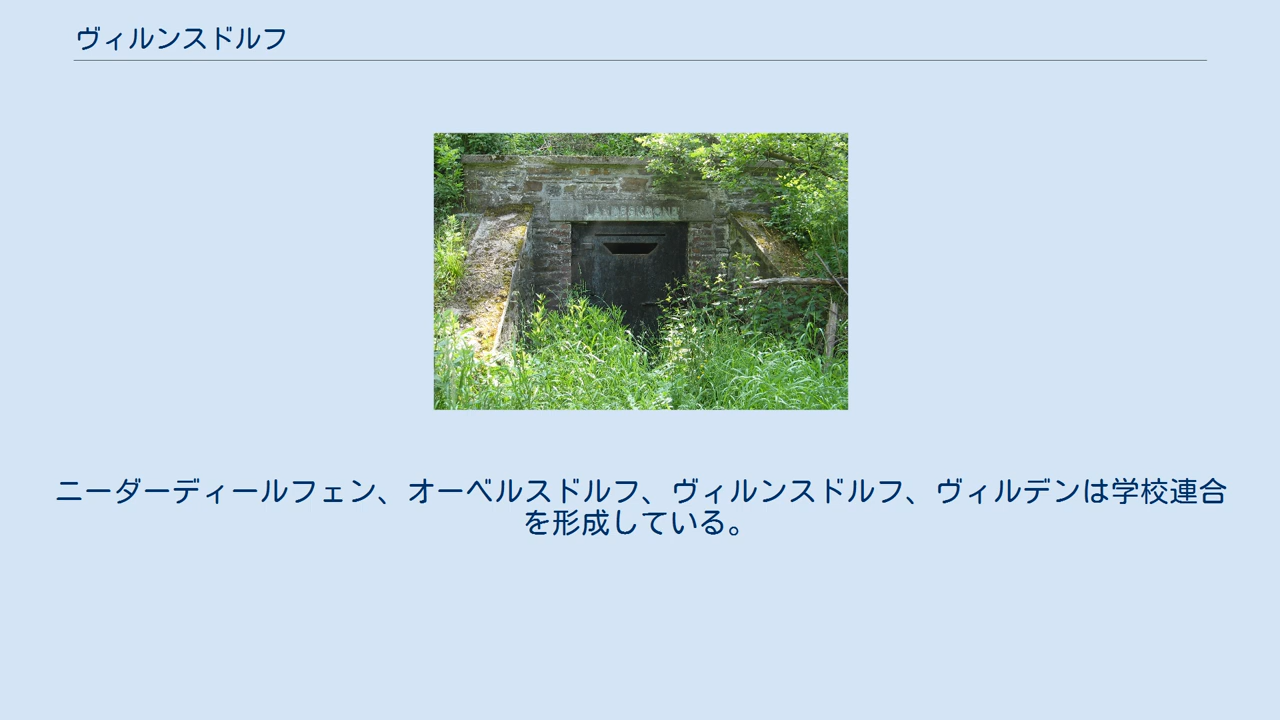 ヴィルンスドルフ
LANDESKRONE
ニーダーディールフェン、オーベルスドルフ、ヴィルンスドルフ、ヴィルデンは学校連合
を形成している。